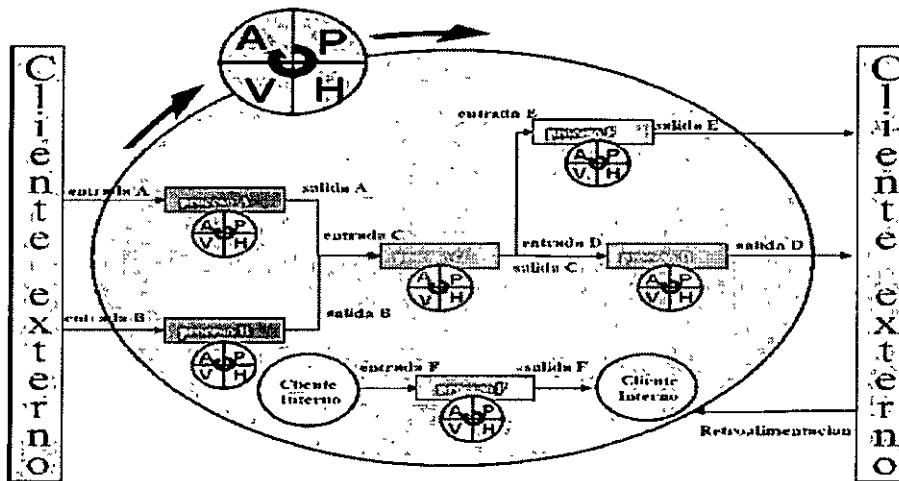 A P
V H
Cliente externo
entrada A
salida A
A P
V H
entrada B
salida B
A P
V H
entrada C
salida C
A P
V H
entrada E
salida E
A P
V H
entrada D
salida D
A P
V H
Cliente
Interno
entrada F
salida F
A P
V H
Cliente
Interno
Retroalimentacion
Cliente externo